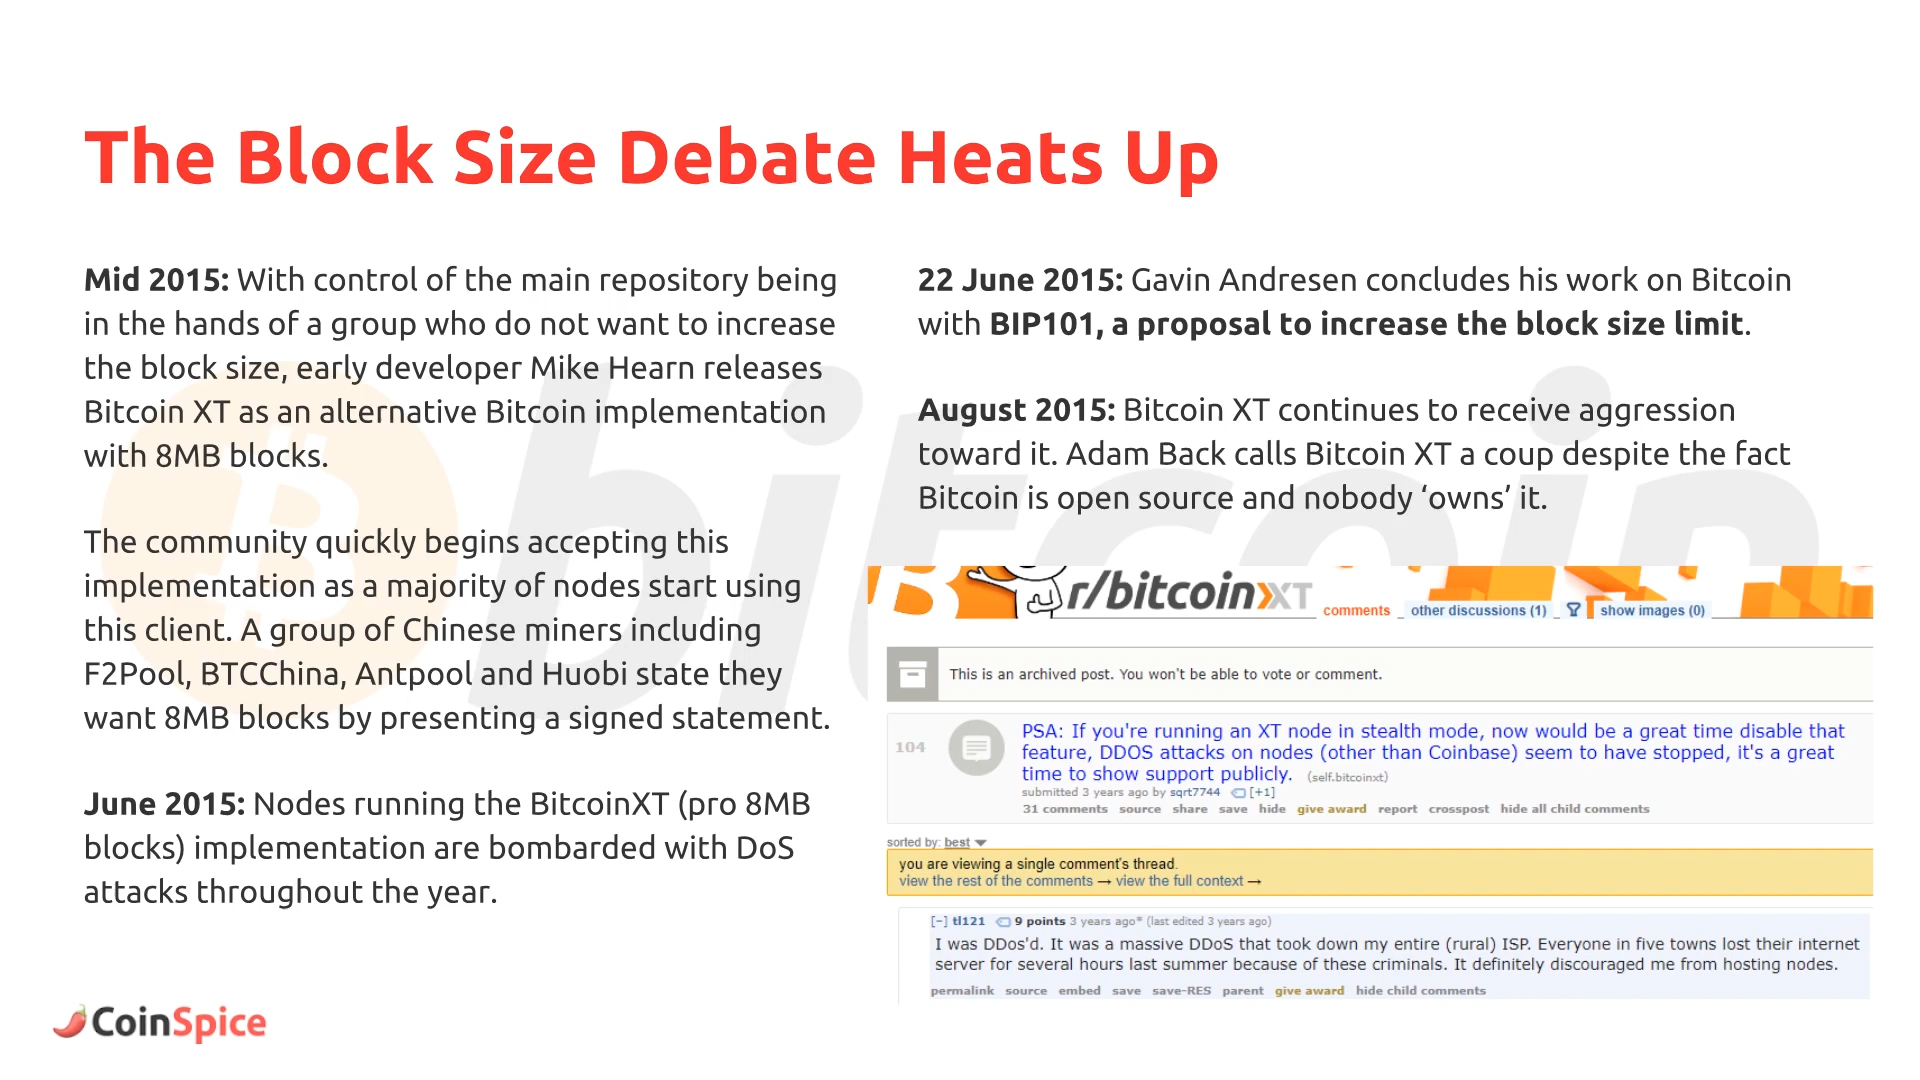 The Block Size Debate Heats Up
Mid 2015: With control of the main repository being
in the hands of a group who do not want to increase
the block size, early developer Mike Hearn releases
Bitcoin XT as an alternative Bitcoin implementation
with 8MB blocks.
The community quickly begins accepting this
implementation as a majority of nodes start using
this client. A group of Chinese miners including
F2Pool, BTCChina, Antpool and Huobi state they
want 8MB blocks by presenting a signed statement.
June 2015: Nodes running the BitcoinXT (pro 8MB
blocks) implementation are bombarded with DoS
attacks throughout the year.
22 June 2015: Gavin Andresen concludes his work on Bitcoin
with BIP101, a proposal to increase the block size limit.
August 2015: Bitcoin XT continues to receive aggression
toward it. Adam Back calls Bitcoin XT a coup despite the fact
Bitcoin is open source and nobody ‘owns’ it.
bitcoin
r/bitcoinXT comments other discussions (1) show images (0)
This is an archived post. You won't be able to vote or comment.
104
PSA: If you're running an XT node in stealth mode, now would be a great time disable that
feature, DDOS attacks on nodes (other than Coinbase) seem to have stopped, it's a great
time to show support publicly. (self.bitcoinxt)
submitted 3 years ago by sqrt7744 [+1]
31 comments source share save hide give award report crosspost hide all child comments
sorted by: best
you are viewing a single comment's thread.
view the rest of the comments → view the full context →
[–] tl121 9 points 3 years ago* (last edited 3 years ago)
I was DDos'd. It was a massive DDoS that took down my entire (rural) ISP. Everyone in five towns lost their internet
server for several hours last summer because of these criminals. It definitely discouraged me from hosting nodes.
permalink source embed save save-RES parent give award hide child comments
CoinSpice